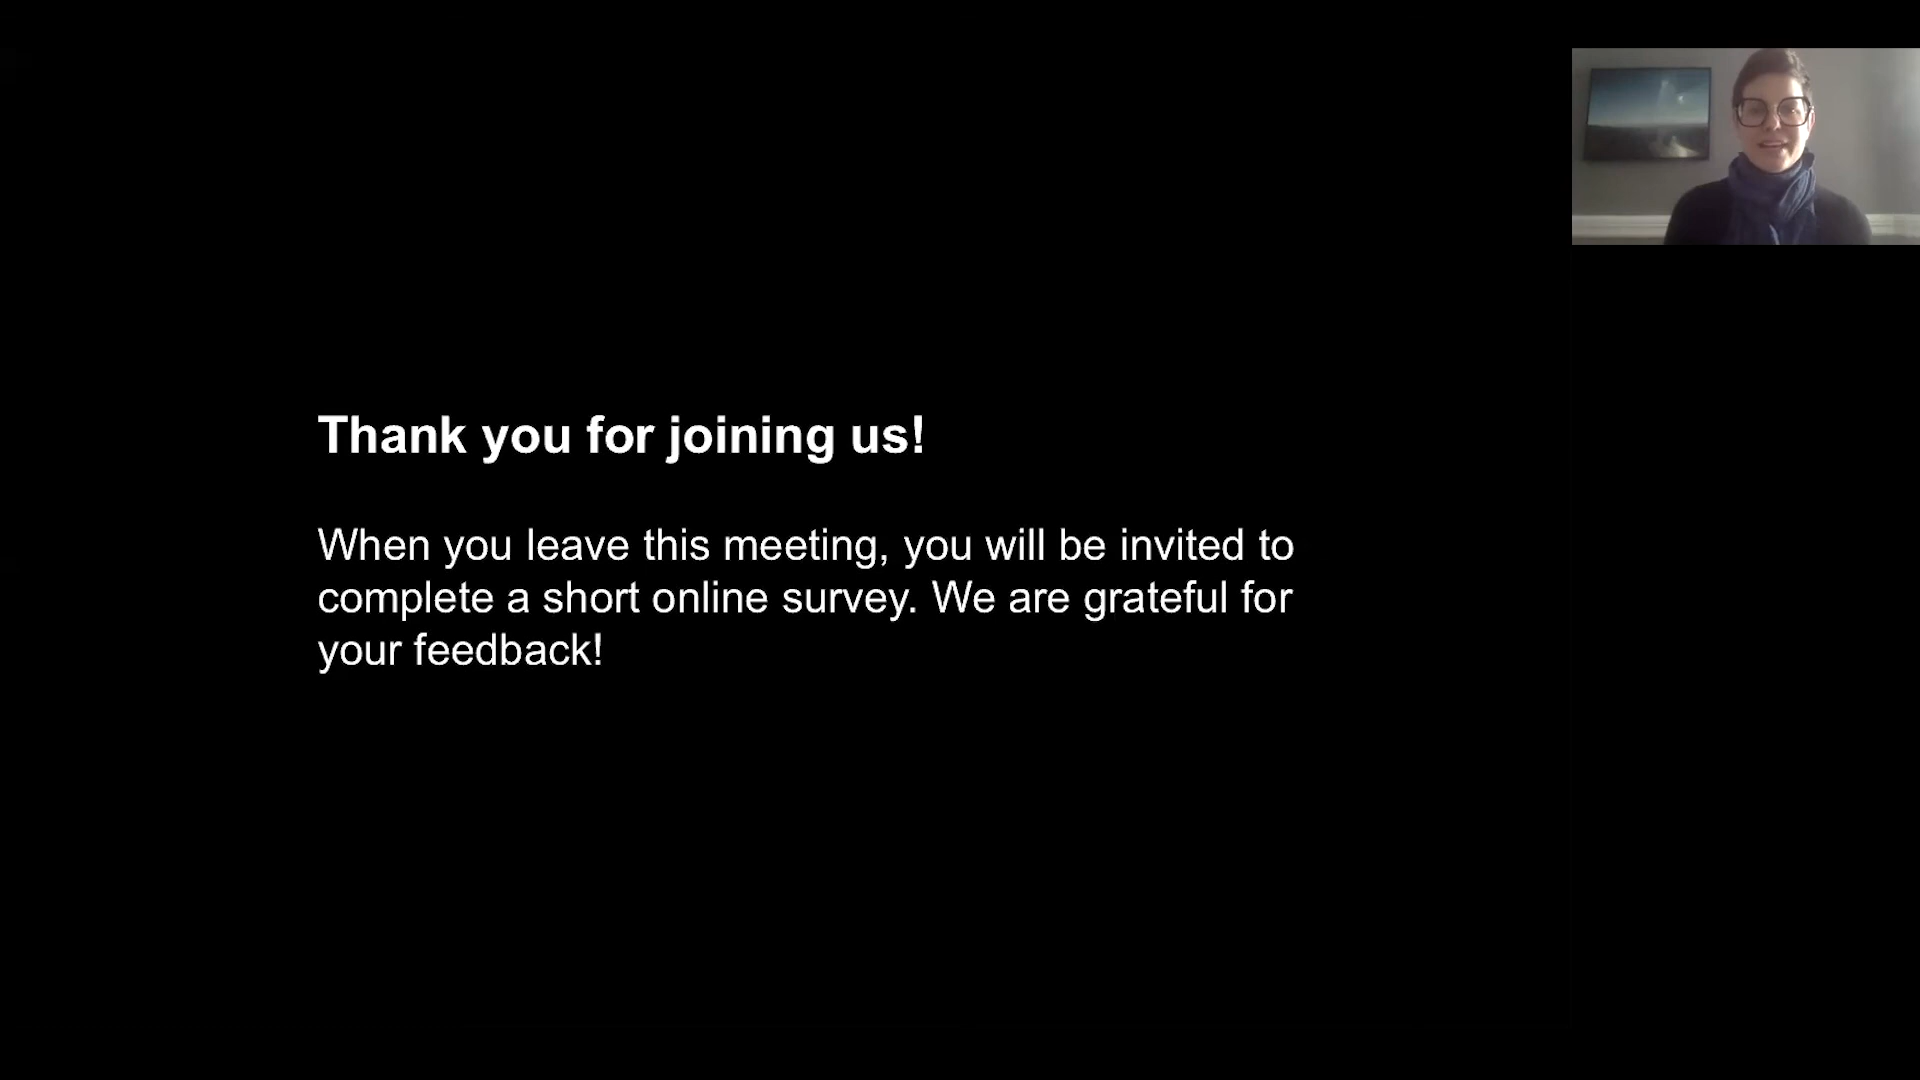 Thank you for joining us!
When you leave this meeting, you will be invited to
complete a short online survey. We are grateful for
your feedback!